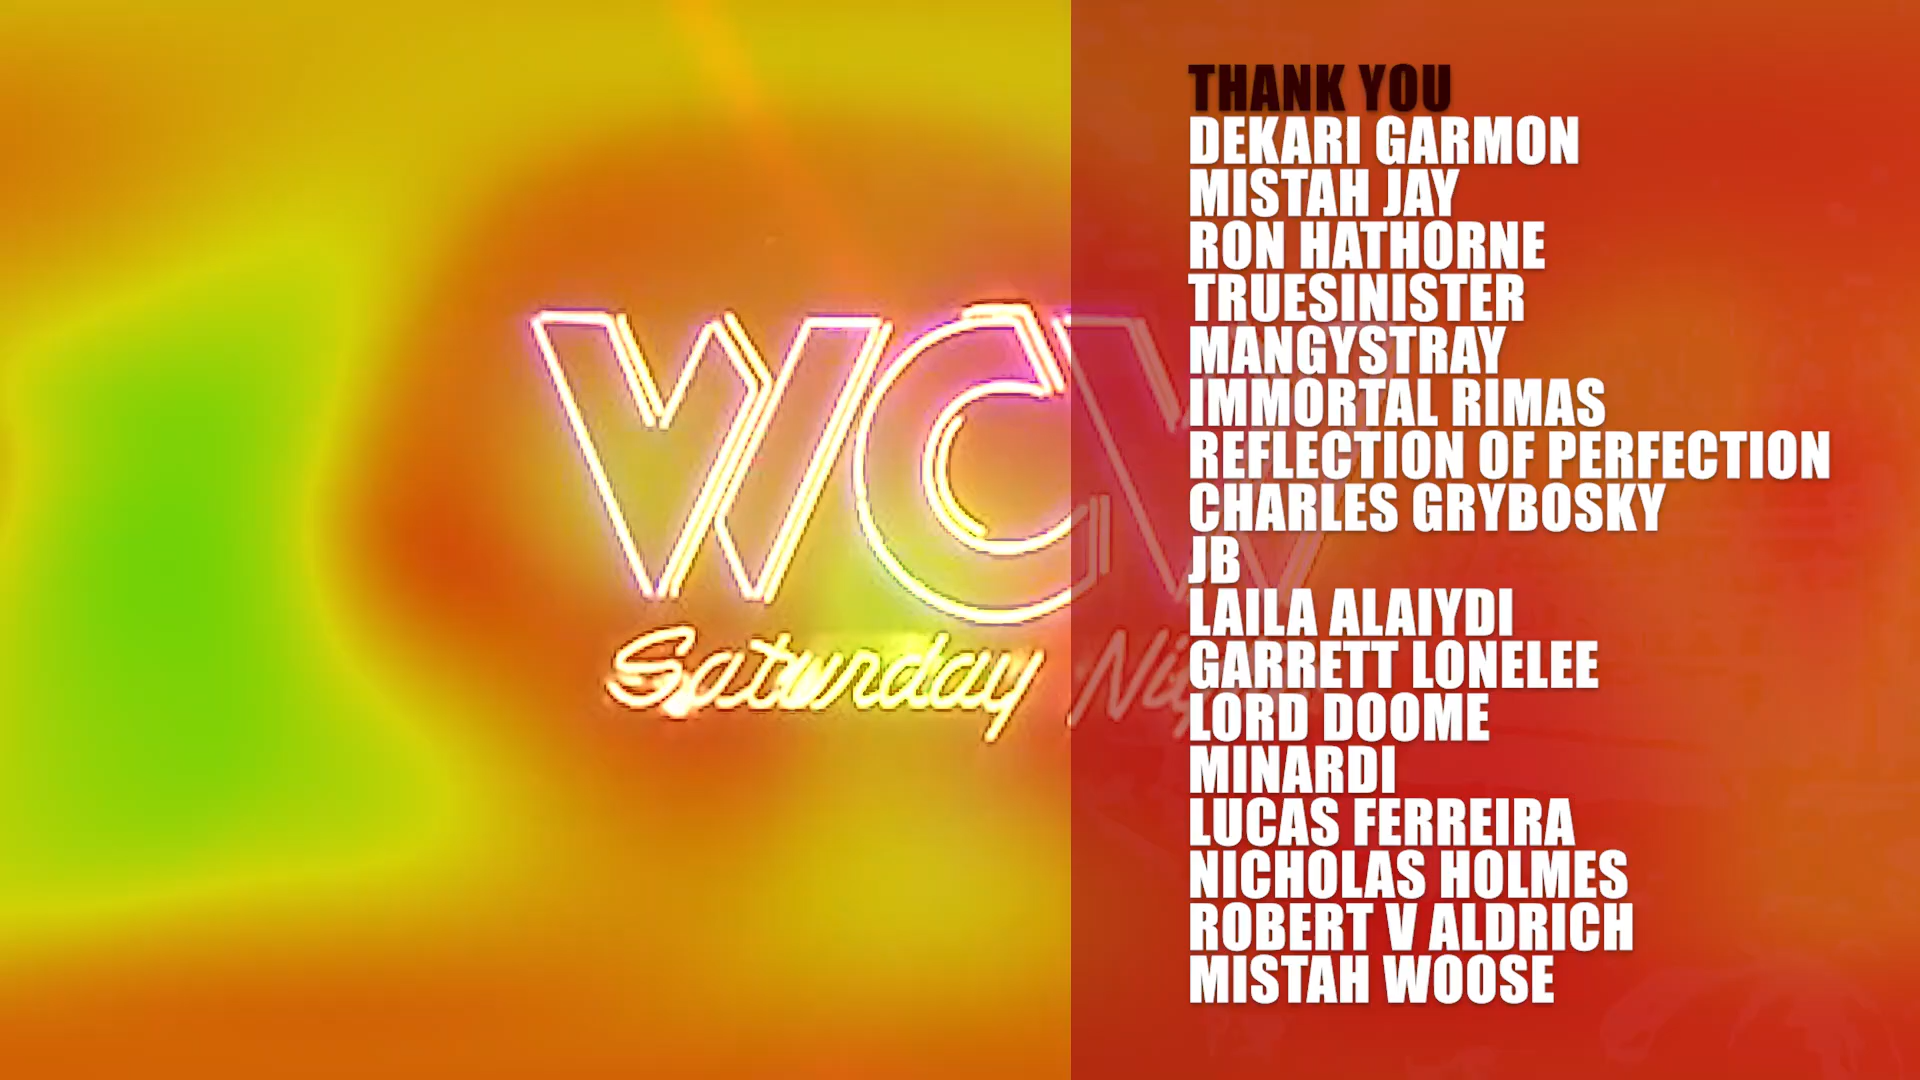 WCW
Saturday Night
THANK YOU
DEKARI GARMON
MISTAH JAY
RON HATHORNE
TRUESINISTER
MANGYSTRAY
IMMORTAL RIMAS
REFLECTION OF PERFECTION
CHARLES GRYBOSKY
JB
LAILA ALAIYDI
GARRETT LONELEE
LORD DOOME
MINARDI
LUCAS FERREIRA
NICHOLAS HOLMES
ROBERT V ALDRICH
MISTAH WOOSE